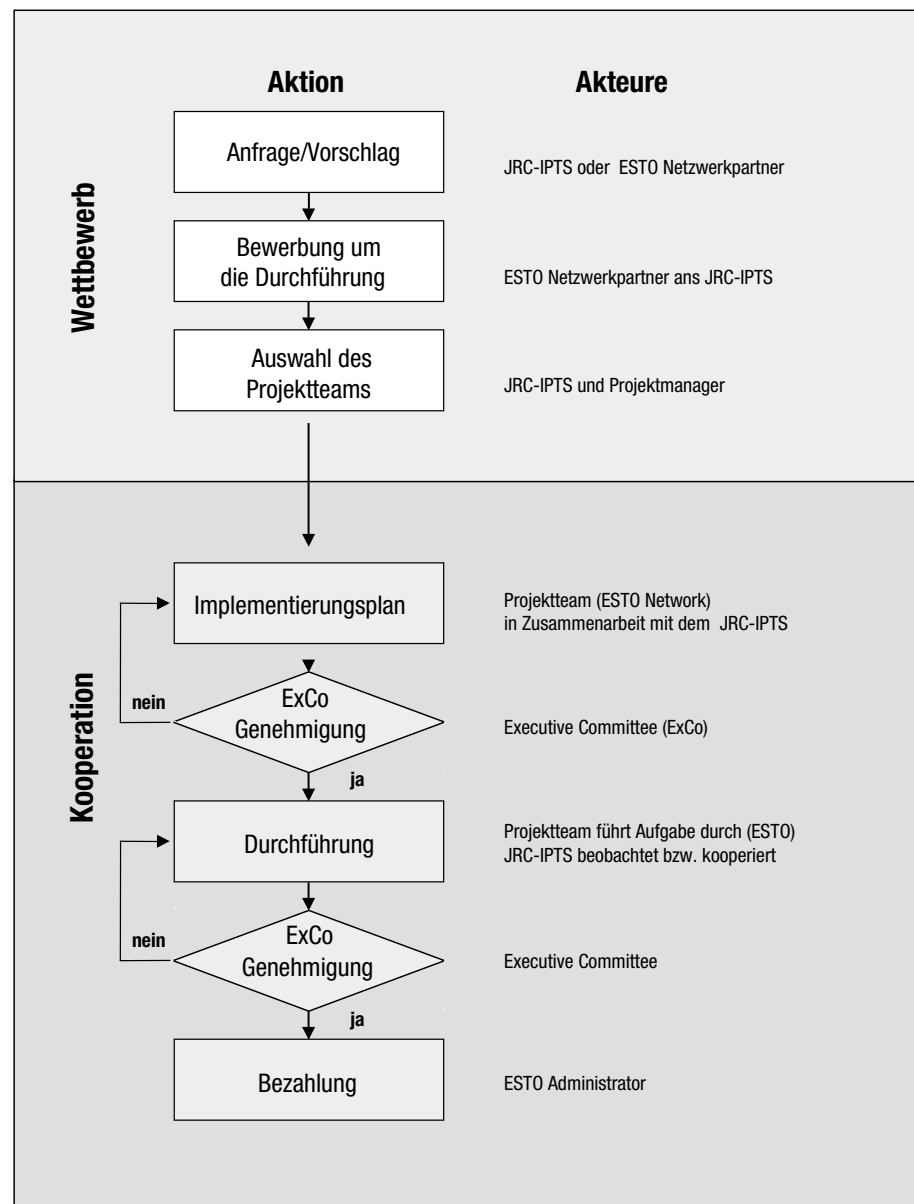 Aktion
Akteure
Wettbewerb
Anfrage/Vorschlag
JRC-IPTS oder ESTO Netzwerkpartner
Bewerbung um
die Durchführung
ESTO Netzwerkpartner ans JRC-IPTS
Auswahl des
Projektteams
JRC-IPTS und Projektmanager
Kooperation
Implementierungsplan
Projektteam (ESTO Network)
in Zusammenarbeit mit dem JRC-IPTS
nein
ExCo
Genehmigung
Executive Committee (ExCo)
ja
Durchführung
Projektteam führt Aufgabe durch (ESTO)
JRC-IPTS beobachtet bzw. kooperiert
nein
ExCo
Genehmigung
Executive Committee
ja
Bezahlung
ESTO Administrator